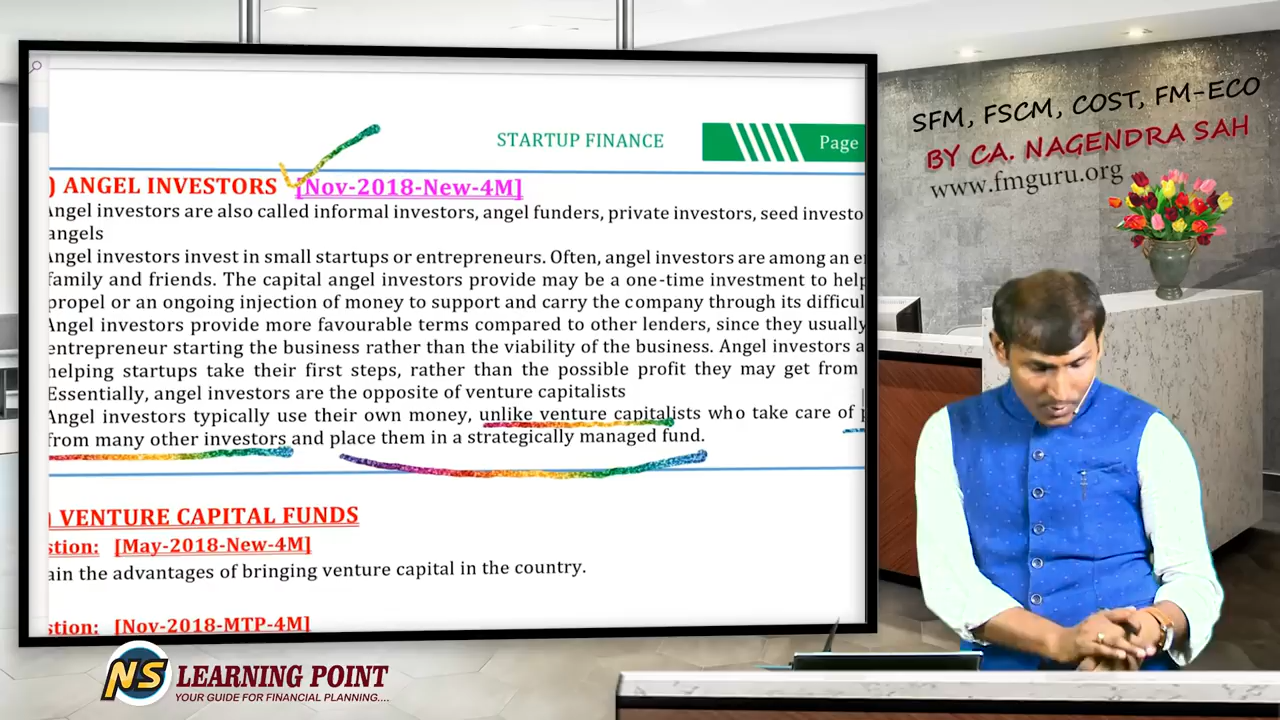 STARTUP FINANCE
Page
) ANGEL INVESTORS [Nov-2018-New-4M]
Angel investors are also called informal investors, angel funders, private investors, seed investo
angels
Angel investors invest in small startups or entrepreneurs. Often, angel investors are among an e
family and friends. The capital angel investors provide may be a one-time investment to help
propel or an ongoing injection of money to support and carry the company through its difficul
Angel investors provide more favourable terms compared to other lenders, since they usually
entrepreneur starting the business rather than the viability of the business. Angel investors a
helping startups take their first steps, rather than the possible profit they may get from
Essentially, angel investors are the opposite of venture capitalists
Angel investors typically use their own money, unlike venture capitalists who take care of p
from many other investors and place them in a strategically managed fund.
) VENTURE CAPITAL FUNDS
stion: [May-2018-New-4M]
ain the advantages of bringing venture capital in the country.
stion: [Nov-2018-MTP-4M]
SFM, FSCM, COST, FM-ECO
BY CA. NAGENDRA SAH
www.fmguru.org
NS LEARNING POINT
YOUR GUIDE FOR FINANCIAL PLANNING....